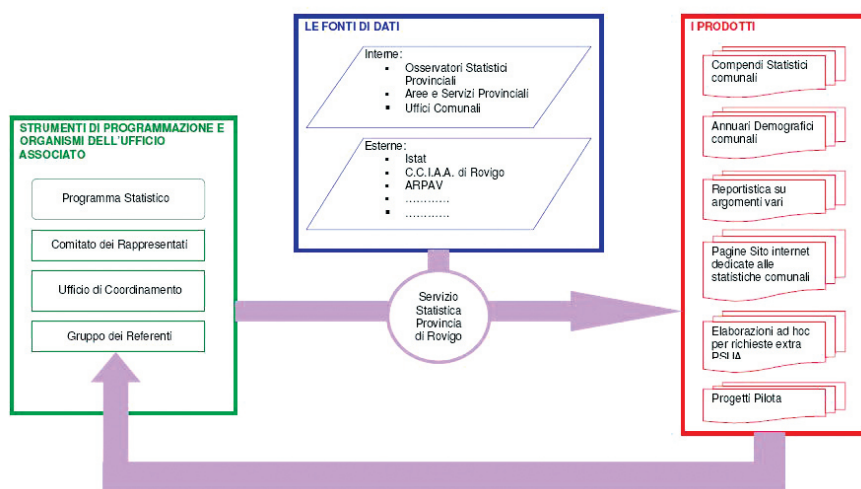 LE FONTI DI DATI
Interne:
▪ Osservatori Statistici
Provinciali
▪ Aree e Servizi Provinciali
▪ Uffici Comunali
Esterne:
▪ Istat
▪ C.C.I.A.A. di Rovigo
▪ ARPAV
▪ ............
▪ ............
STRUMENTI DI PROGRAMMAZIONE E
ORGANISMI DELL'UFFICIO
ASSOCIATO
Programma Statistico
Comitato dei Rappresentati
Ufficio di Coordinamento
Gruppo dei Referenti
Servizio
Statistica
Provincia
di Rovigo
I PRODOTTI
Compendi Statistici
comunali
Annuari Demografici
comunali
Reportistica su
argomenti vari
Pagine Sito internet
dedicate alle
statistiche comunali
Elaborazioni ad hoc
per richieste extra
PSUA
Progetti Pilota